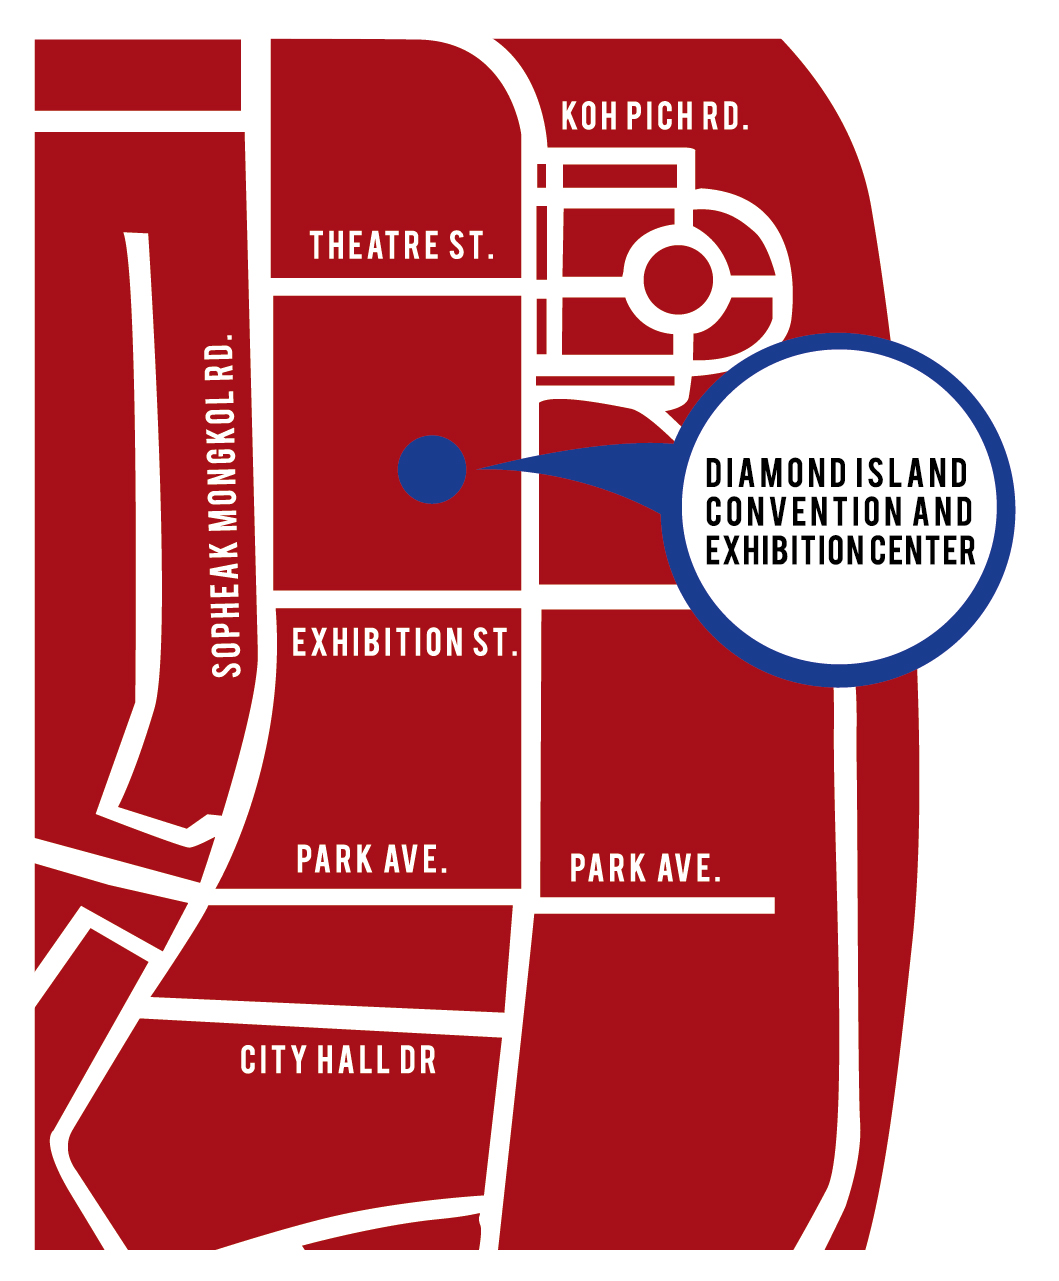 KOH PICH RD.
THEATRE ST.
SOPHEAK MONGKOL RD.
DIAMOND ISLAND
CONVENTION AND
EXHIBITION CENTER
EXHIBITION ST.
PARK AVE.
PARK AVE.
CITY HALL DR